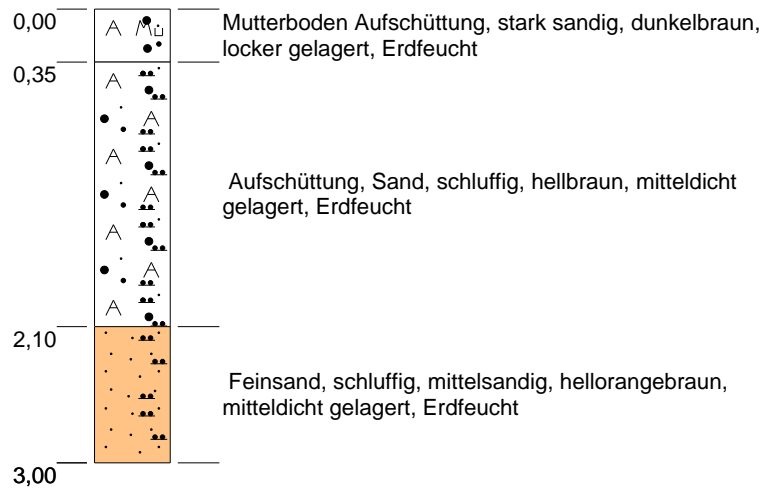 0,00
Mutterboden Aufschüttung, stark sandig, dunkelbraun,
locker gelagert, Erdfeucht
0,35
Aufschüttung, Sand, schluffig, hellbraun, mitteldicht
gelagert, Erdfeucht
2,10
Feinsand, schluffig, mittelsandig, hellorangebraun,
mitteldicht gelagert, Erdfeucht
3,00